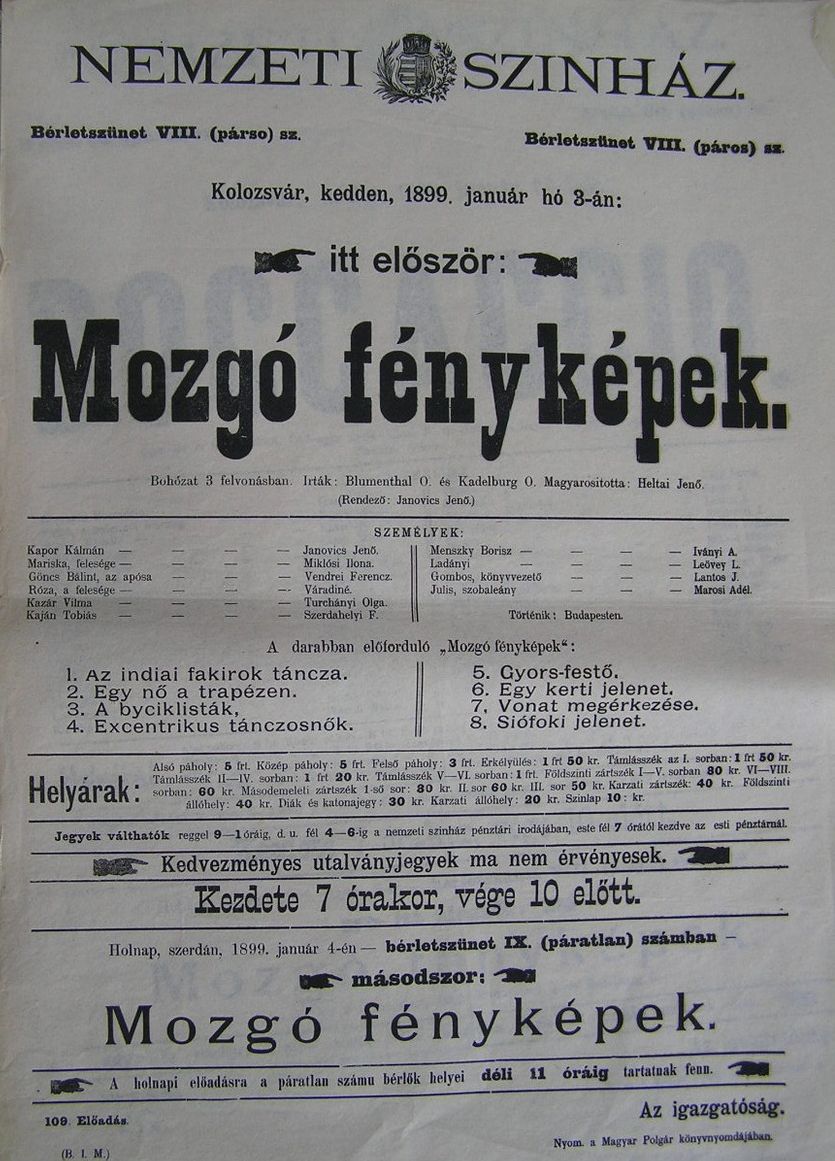 NEMZETI SZINHÁZ.
Bérletszünet VIII. (párso) sz.
Bérletszünet VIII. (páros) sz.
Kolozsvár, kedden, 1899. január hó 3-án:
itt először:
Mozgó fényképek.
Bohózat 3 felvonásban. Irták: Blumenthal O. és Kadelburg O. Magyarositotta: Heltai Jenő.
(Rendező: Janovics Jenő.)
SZEMÉLYEK:
Kapor Kálmán — — — — Janovics Jenő.
Mariska, felesége — — — — Miklósi Ilona.
Göncs Bálint, az apósa — — — Vendrei Ferencz.
Róza, a felesége — — — — Váradiné.
Kazár Vilma — — — — Turchányi Olga.
Kaján Tobiás — — — — Szerdahelyi F.
Menszky Borisz — — — — Iványi A.
Ladányi — — — — Leövey L.
Gombos, könyvvezető — — — Lantos J.
Julis, szobaleány — — — Marosi Adél.
Történik: Budapesten.
A darabban előforduló „Mozgó fényképek“:
1. Az indiai fakirok táncza.
2. Egy nő a trapézen.
3. A byciklisták,
4. Excentrikus tánczosnők.
5. Gyors-festő.
6. Egy kerti jelenet.
7, Vonat megérkezése.
8. Siófoki jelenet.
Helyárak:
Alsó páholy: 5 frt. Közép páholy: 5 frt. Felső páholy: 3 frt. Erkélyülés: 1 frt 50 kr. Támlásszék az I. sorban: 1 frt 50 kr.
Támlásszék II—IV. sorban: 1 frt 20 kr. Támlásszék V—VI. sorban: 1 frt. Földszinti zártszék I—V. sorban 80 kr. VI—VIII.
sorban: 60 kr. Másodemeleti zártszék 1-ső sor: 80 kr. II. sor 60 kr. III. sor 50 kr. Karzati zártszék: 40 kr. Földszinti
állóhely: 40 kr. Diák és katonajegy: 30 kr. Karzati állóhely: 20 kr. Szinlap 10 : kr.
Jegyek válthatók reggel 9—1 óráig, d. u. fél 4—6-ig a nemzeti szinház pénztári irodájában, este fél 7 órától kezdve az esti pénztárnál.
Kedvezményes utalványjegyek ma nem érvényesek.
Kezdete 7 órakor, vége 10 előtt.
Holnap, szerdán, 1899. január 4-én — bérletszünet IX. (páratlan) számban –
másodszor:
Mozgó fényképek.
A holnapi előadásra a páratlan számu bérlők helyei déli 11 óráig tartatnak fenn.
109. Előadás.
Az igazgatóság.
(B. I. M.)
Nyom. a Magyar Polgár könyvnyomdájában.